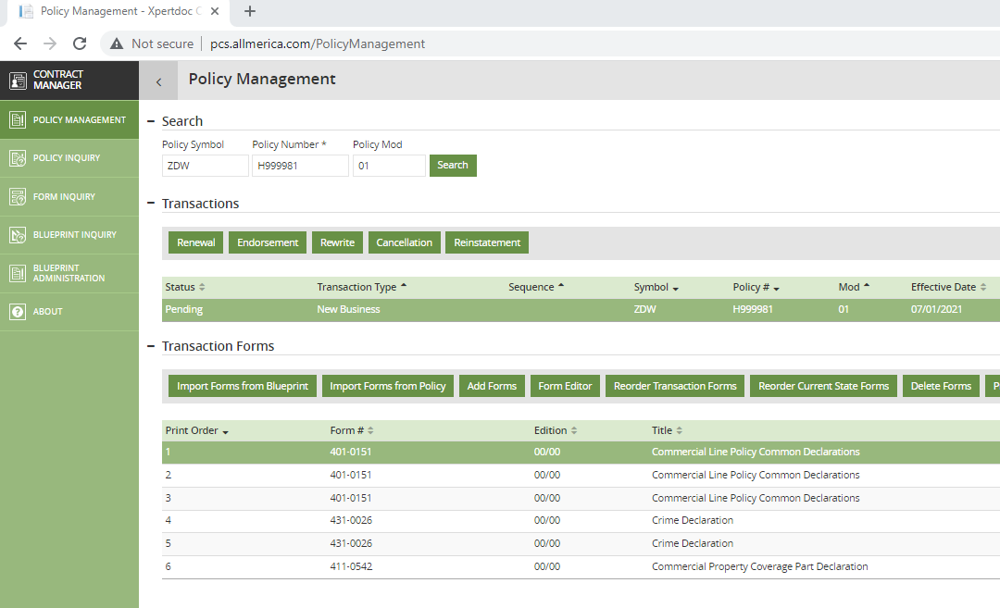 Policy Management - Xpertdoc
Not secure pcs.allmerica.com/PolicyManagement
CONTRACT
MANAGER
Policy Management
POLICY MANAGEMENT
POLICY INQUIRY
FORM INQUIRY
BLUEPRINT INQUIRY
BLUEPRINT
ADMINISTRATION
ABOUT
Search
Policy Symbol Policy Number * Policy Mod
ZDW H999981 01 Search
Transactions
Renewal Endorsement Rewrite Cancellation Reinstatement
Status Transaction Type Sequence Symbol Policy # Mod Effective Date
Pending New Business ZDW H999981 01 07/01/2021
Transaction Forms
Import Forms from Blueprint Import Forms from Policy Add Forms Form Editor Reorder Transaction Forms Reorder Current State Forms Delete Forms
Print Order Form # Edition Title
1 401-0151 00/00 Commercial Line Policy Common Declarations
2 401-0151 00/00 Commercial Line Policy Common Declarations
3 401-0151 00/00 Commercial Line Policy Common Declarations
4 431-0026 00/00 Crime Declaration
5 431-0026 00/00 Crime Declaration
6 411-0542 00/00 Commercial Property Coverage Part Declaration